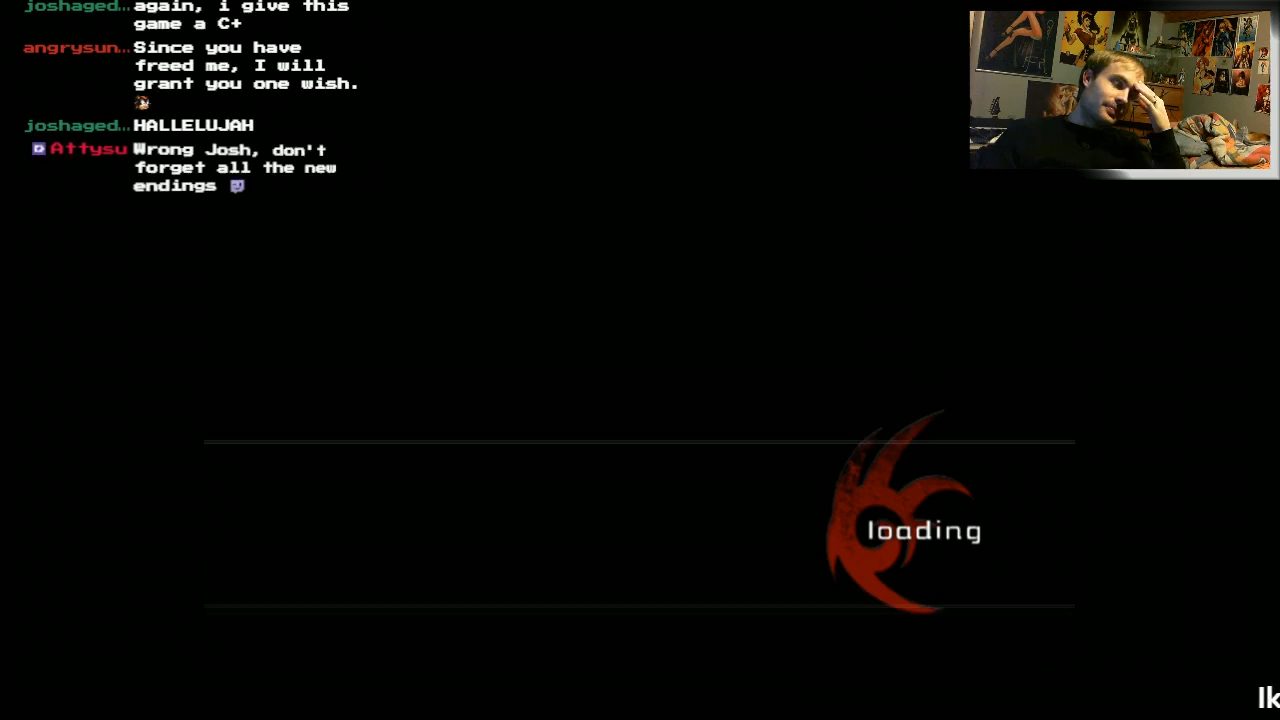 joshaged… again, i give this
game a C+
angrysun… Since you have
freed me, I will
grant you one wish.
joshaged… HALLELUJAH
Attysu Wrong Josh, don't
forget all the new
endings
loading
Ik